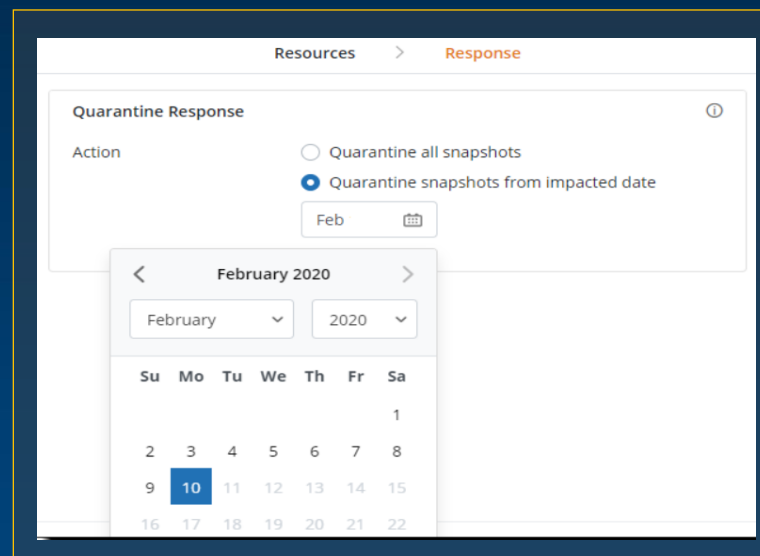 Resources > Response
Quarantine Response
Action
Quarantine all snapshots
Quarantine snapshots from impacted date
Feb
February 2020
February 2020
Su Mo Tu We Th Fr Sa
1
2 3 4 5 6 7 8
9 10 11 12 13 14 15
16 17 18 19 20 21 22